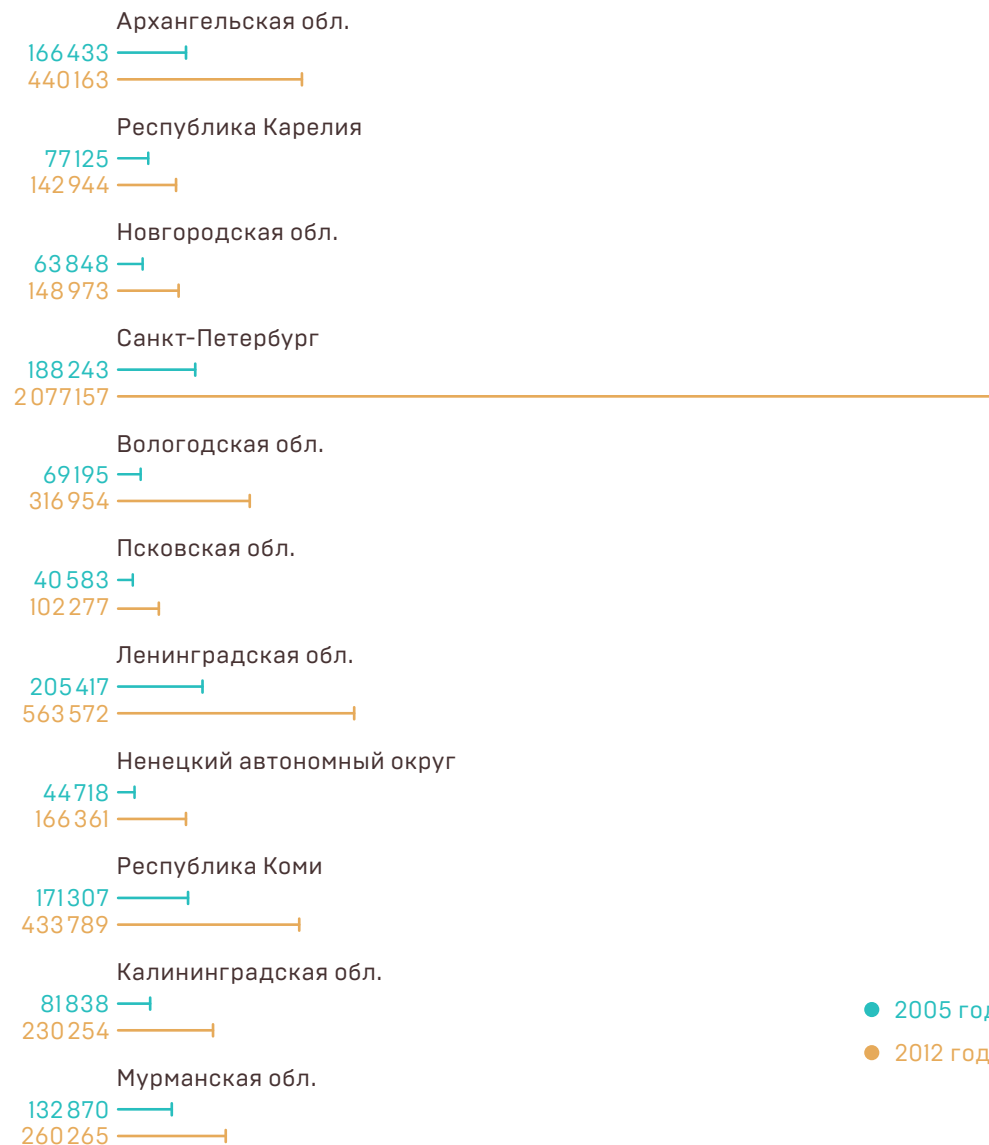 Архангельская обл.
166 433
440 163
Республика Карелия
77 125
142 944
Новгородская обл.
63 848
148 973
Санкт-Петербург
188 243
2 077 157
Вологодская обл.
69 195
316 954
Псковская обл.
40 583
102 277
Ленинградская обл.
205 417
563 572
Ненецкий автономный округ
44 718
166 361
Республика Коми
171 307
433 789
Калининградская обл.
81 838
230 254
2005 год
2012 год
Мурманская обл.
132 870
260 265